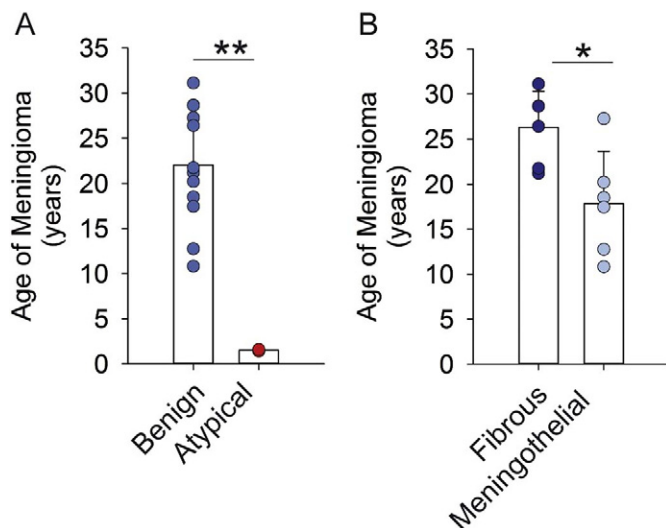 A
Age of Meningioma
(years)
35
30
25
20
15
10
5
0
**
Benign
Atypical
B
Age of Meningioma
(years)
35
30
25
20
15
10
5
0
*
Fibrous
Meningothelial